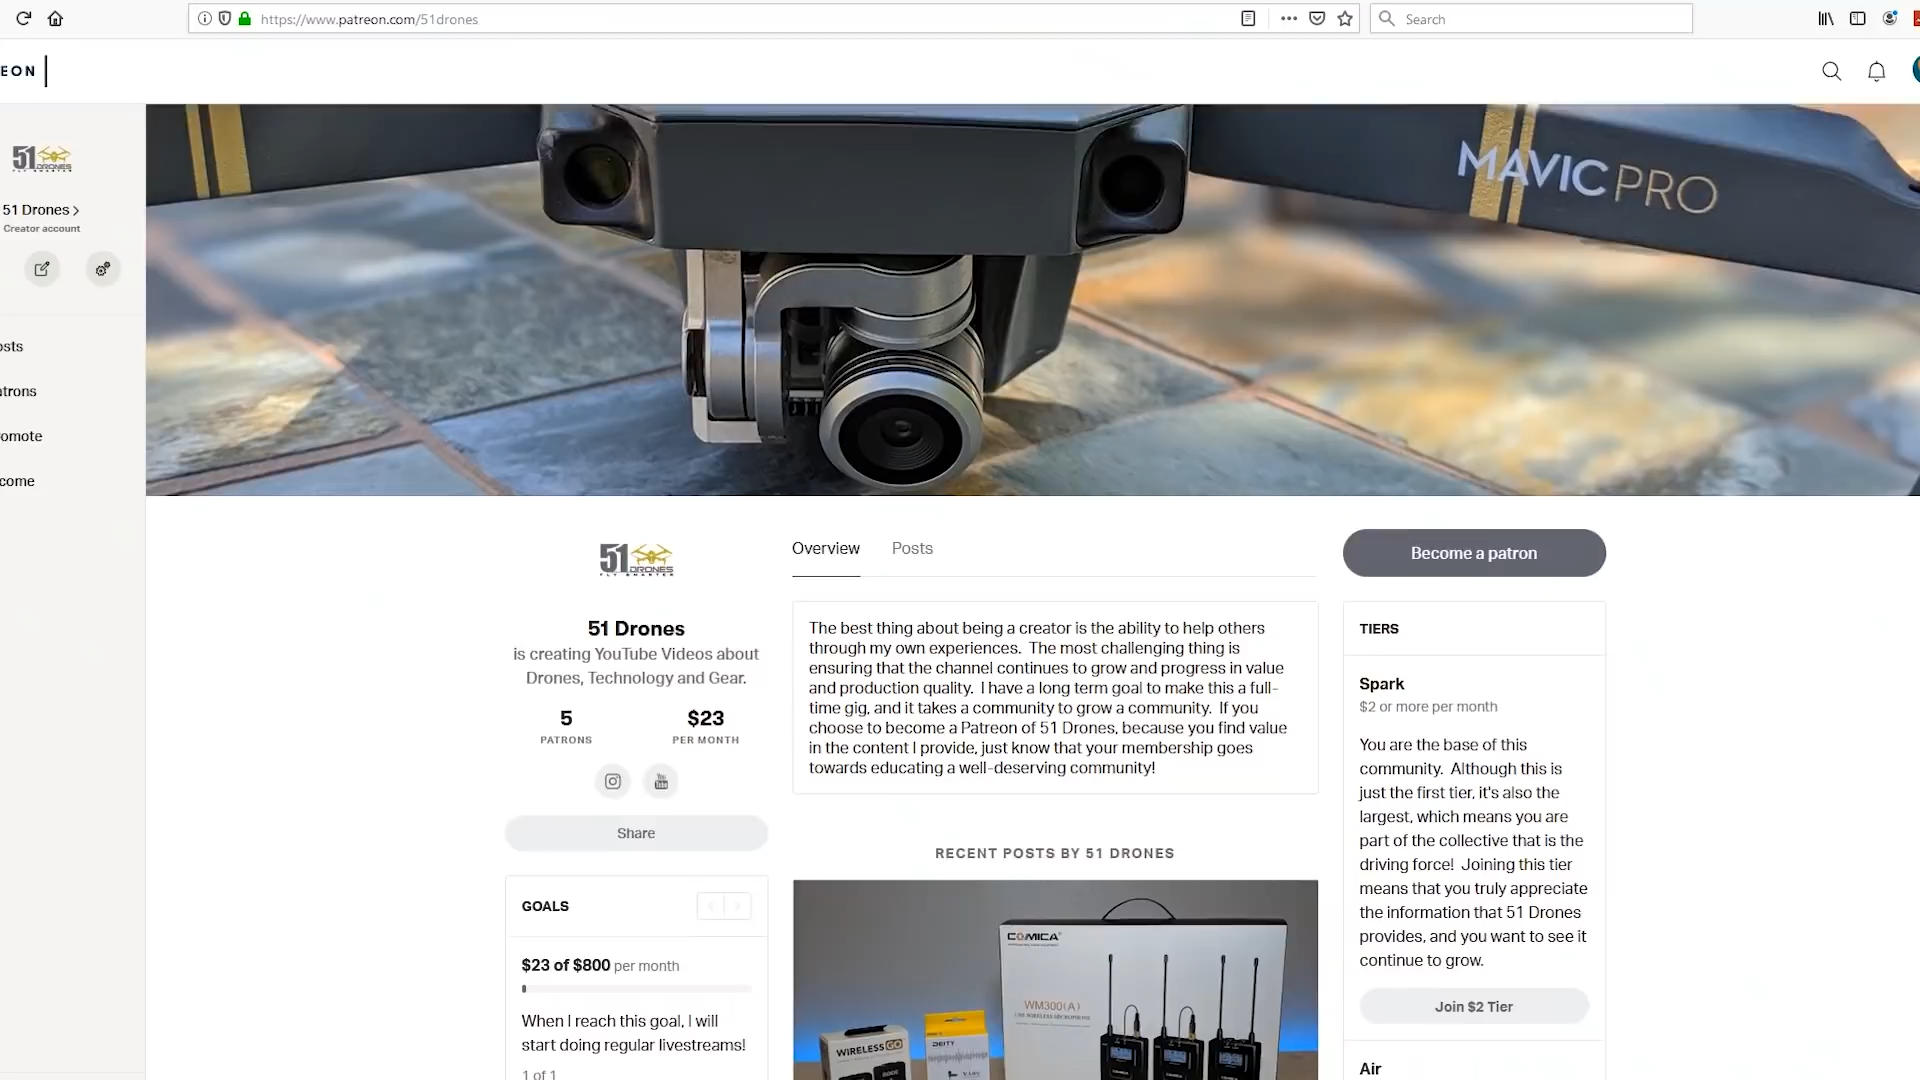 https://www.patreon.com/51drones
Search
EON
51 DRONES
FLY SMARTER
51 Drones
Creator account
osts
atrons
omote
come
MAVIC PRO
51 DRONES
FLY SMARTER
51 Drones
is creating YouTube Videos about
Drones, Technology and Gear.
5
PATRONS
$23
PER MONTH
You
Share
GOALS
$23 of $800 per month
When I reach this goal, I will
start doing regular livestreams!
1 of 1
Overview
Posts
The best thing about being a creator is the ability to help others
through my own experiences. The most challenging thing is
ensuring that the channel continues to grow and progress in value
and production quality. I have a long term goal to make this a full-
time gig, and it takes a community to grow a community. If you
choose to become a Patreon of 51 Drones, because you find value
in the content I provide, just know that your membership goes
towards educating a well-deserving community!
RECENT POSTS BY 51 DRONES
COMICA
WM300(A)
WIRELESS GO
DEITY
COMICA
COMICA
COMICA
Become a patron
TIERS
Spark
$2 or more per month
You are the base of this
community. Although this is
just the first tier, it's also the
largest, which means you are
part of the collective that is the
driving force! Joining this tier
means that you truly appreciate
the information that 51 Drones
provides, and you want to see it
continue to grow.
Join $2 Tier
Air